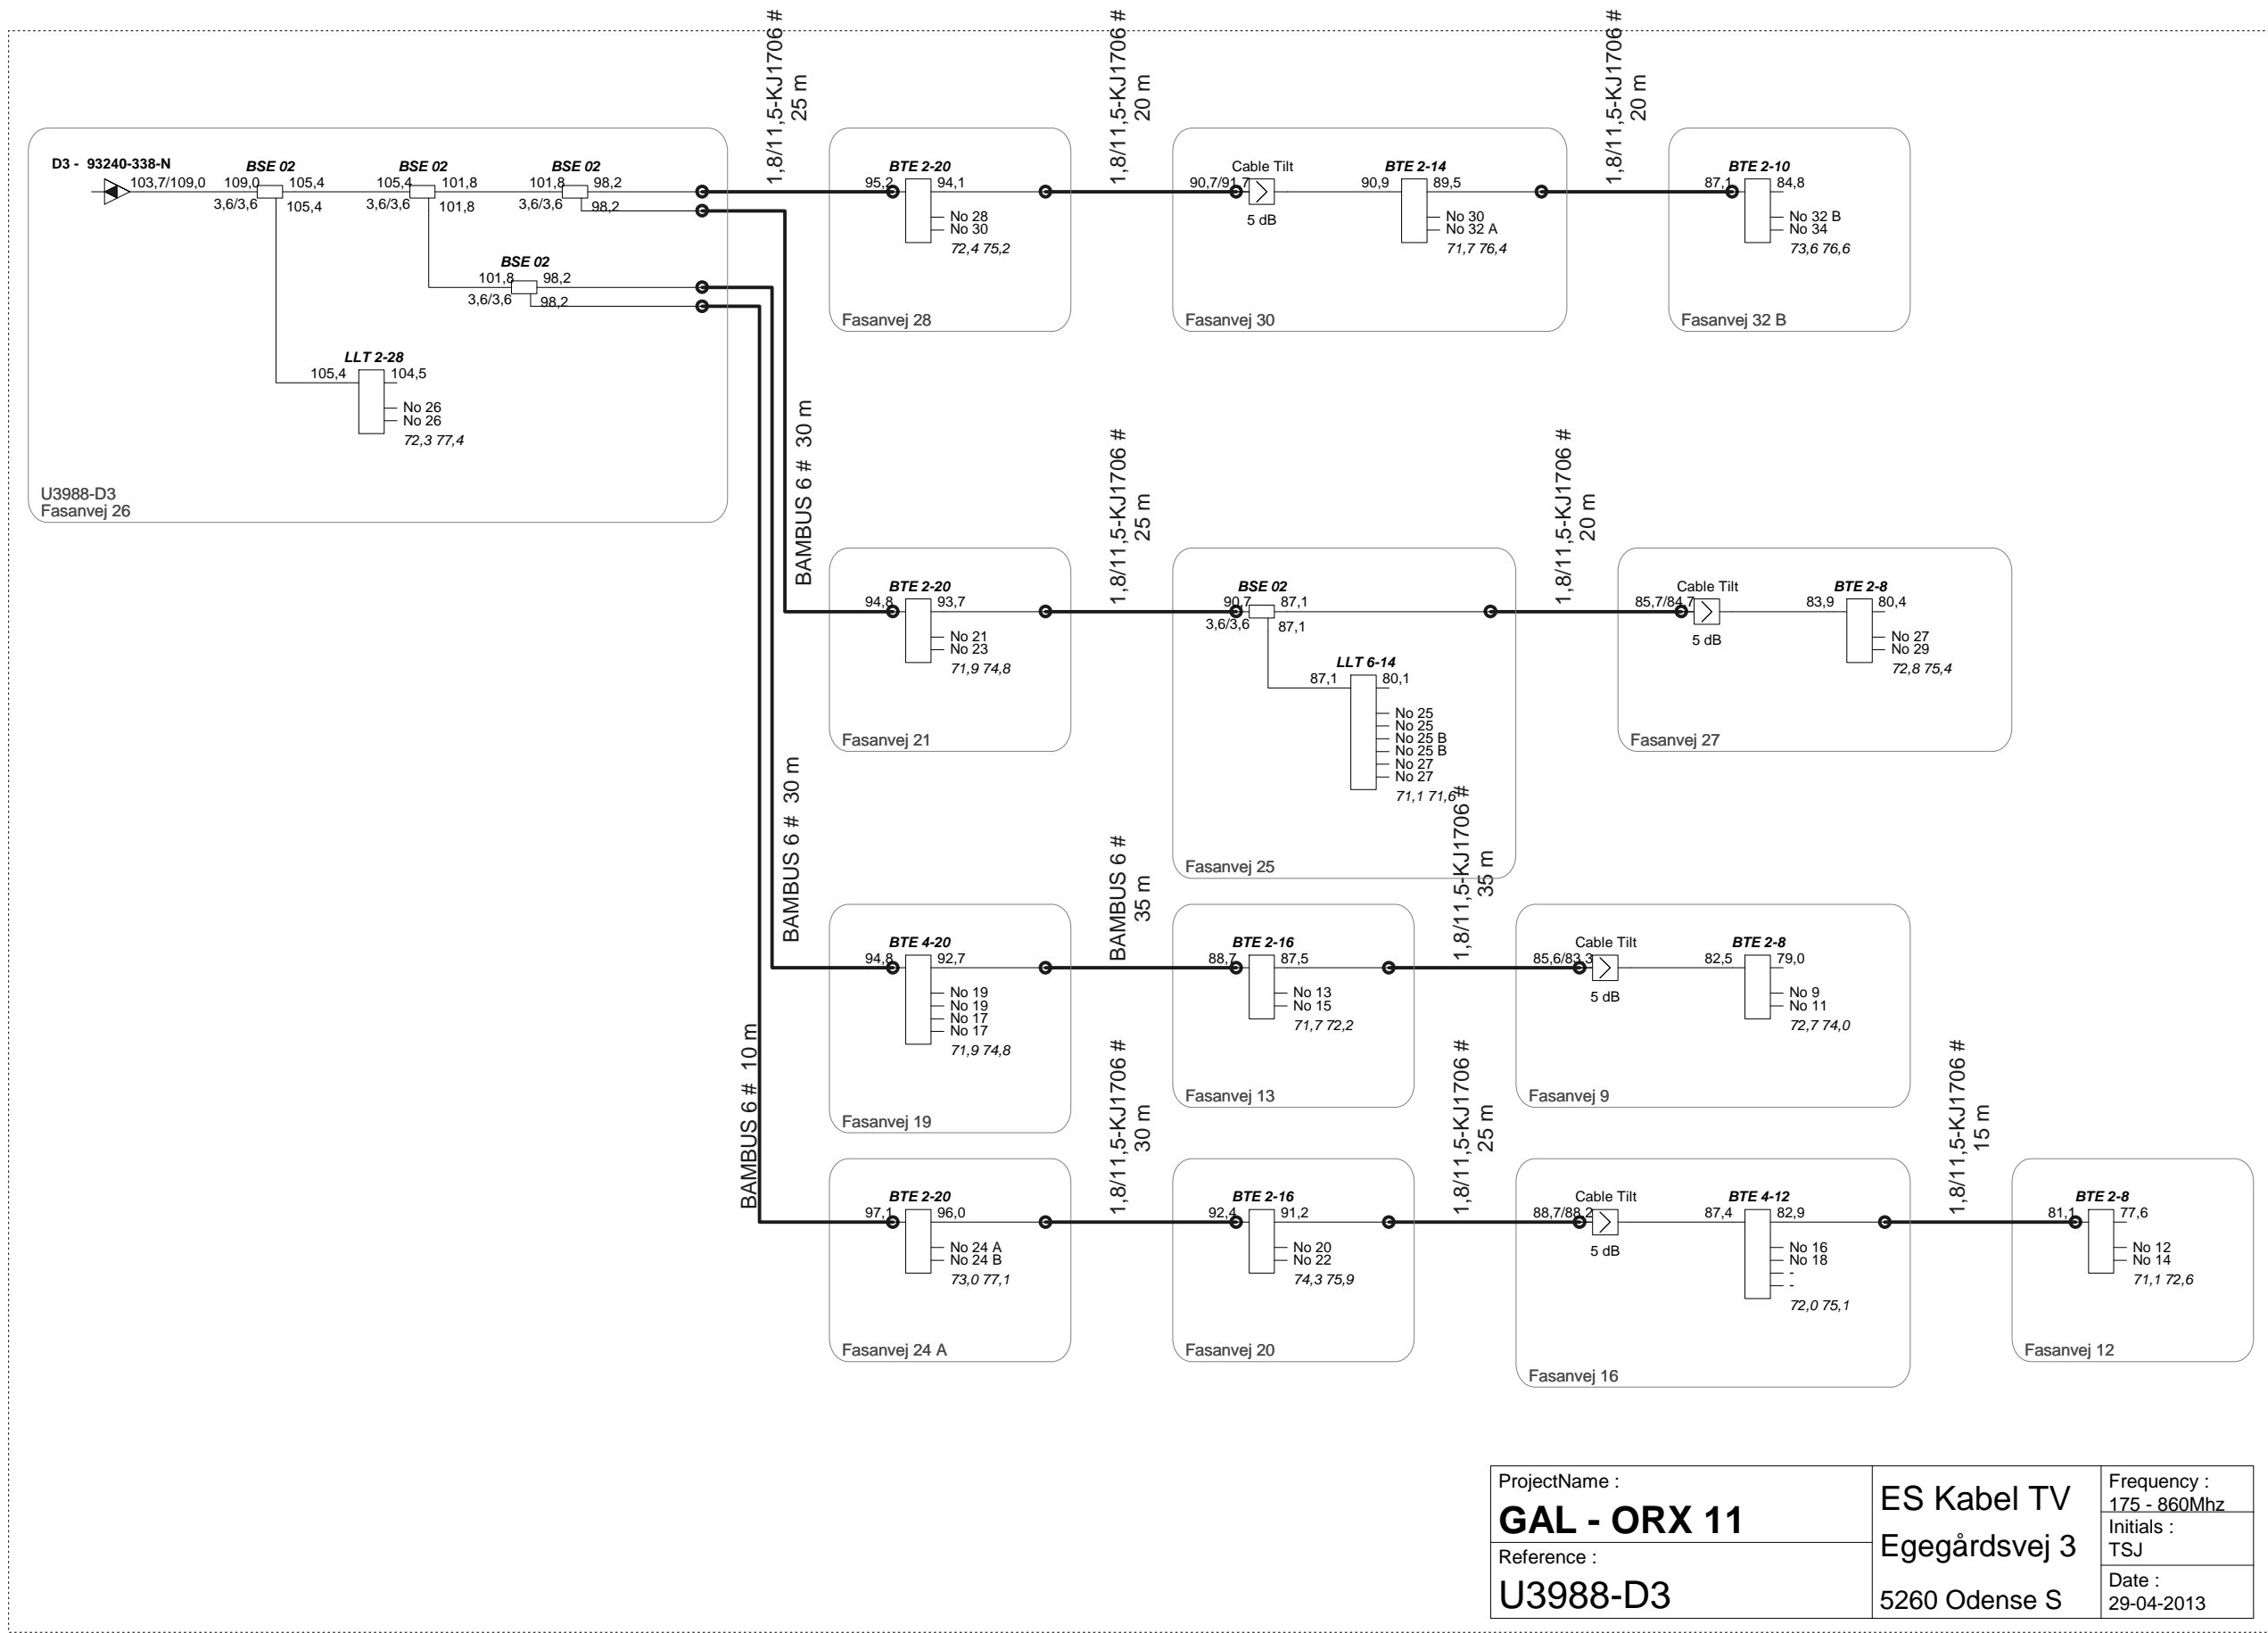 1,8/11,5-KJ1706 #
25 m
1,8/11,5-KJ1706 #
20 m
1,8/11,5-KJ1706 #
20 m
D3 - 93240-338-N
103,7/109,0
BSE 02
109,0
105,4
3,6/3,6
105,4
BSE 02
105,4
101,8
3,6/3,6
101,8
BSE 02
101,8
98,2
3,6/3,6
98,2
BSE 02
101,8
98,2
3,6/3,6
98,2
LLT 2-28
105,4
104,5
No 26
No 26
72,3 77,4
U3988-D3
Fasanvej 26
BTE 2-20
95,2
94,1
No 28
No 30
72,4 75,2
Fasanvej 28
Cable Tilt
90,7/91,7
5 dB
BTE 2-14
90,9
89,5
No 30
No 32 A
71,7 76,4
Fasanvej 30
BTE 2-10
87,1
84,8
No 32 B
No 34
73,6 76,6
Fasanvej 32 B
BAMBUS 6 # 30 m
1,8/11,5-KJ1706 #
25 m
1,8/11,5-KJ1706 #
20 m
BTE 2-20
94,8
93,7
No 21
No 23
71,9 74,8
Fasanvej 21
BSE 02
90,7
87,1
3,6/3,6
87,1
LLT 6-14
87,1
80,1
No 25
No 25
No 25 B
No 25 B
No 27
No 27
71,1 71,6
Fasanvej 25
Cable Tilt
85,7/84,7
5 dB
BTE 2-8
83,9
80,4
No 27
No 29
72,8 75,4
Fasanvej 27
BAMBUS 6 # 30 m
BAMBUS 6 #
35 m
1,8/11,5-KJ1706 #
35 m
BTE 4-20
94,8
92,7
No 19
No 19
No 17
No 17
71,9 74,8
Fasanvej 19
BTE 2-16
88,7
87,5
No 13
No 15
71,7 72,2
Fasanvej 13
Cable Tilt
85,6/83,3
5 dB
BTE 2-8
82,5
79,0
No 9
No 11
72,7 74,0
Fasanvej 9
BAMBUS 6 # 10 m
1,8/11,5-KJ1706 #
30 m
1,8/11,5-KJ1706 #
25 m
1,8/11,5-KJ1706 #
15 m
BTE 2-20
97,1
96,0
No 24 A
No 24 B
73,0 77,1
Fasanvej 24 A
BTE 2-16
92,4
91,2
No 20
No 22
74,3 75,9
Fasanvej 20
Cable Tilt
88,7/88,2
5 dB
BTE 4-12
87,4
82,9
No 16
No 18
-
-
72,0 75,1
Fasanvej 16
BTE 2-8
81,1
77,6
No 12
No 14
71,1 72,6
Fasanvej 12
ProjectName :
GAL - ORX 11
Reference :
U3988-D3
ES Kabel TV
Egegårdsvej 3
5260 Odense S
Frequency :
175 - 860Mhz
Initials :
TSJ
Date :
29-04-2013